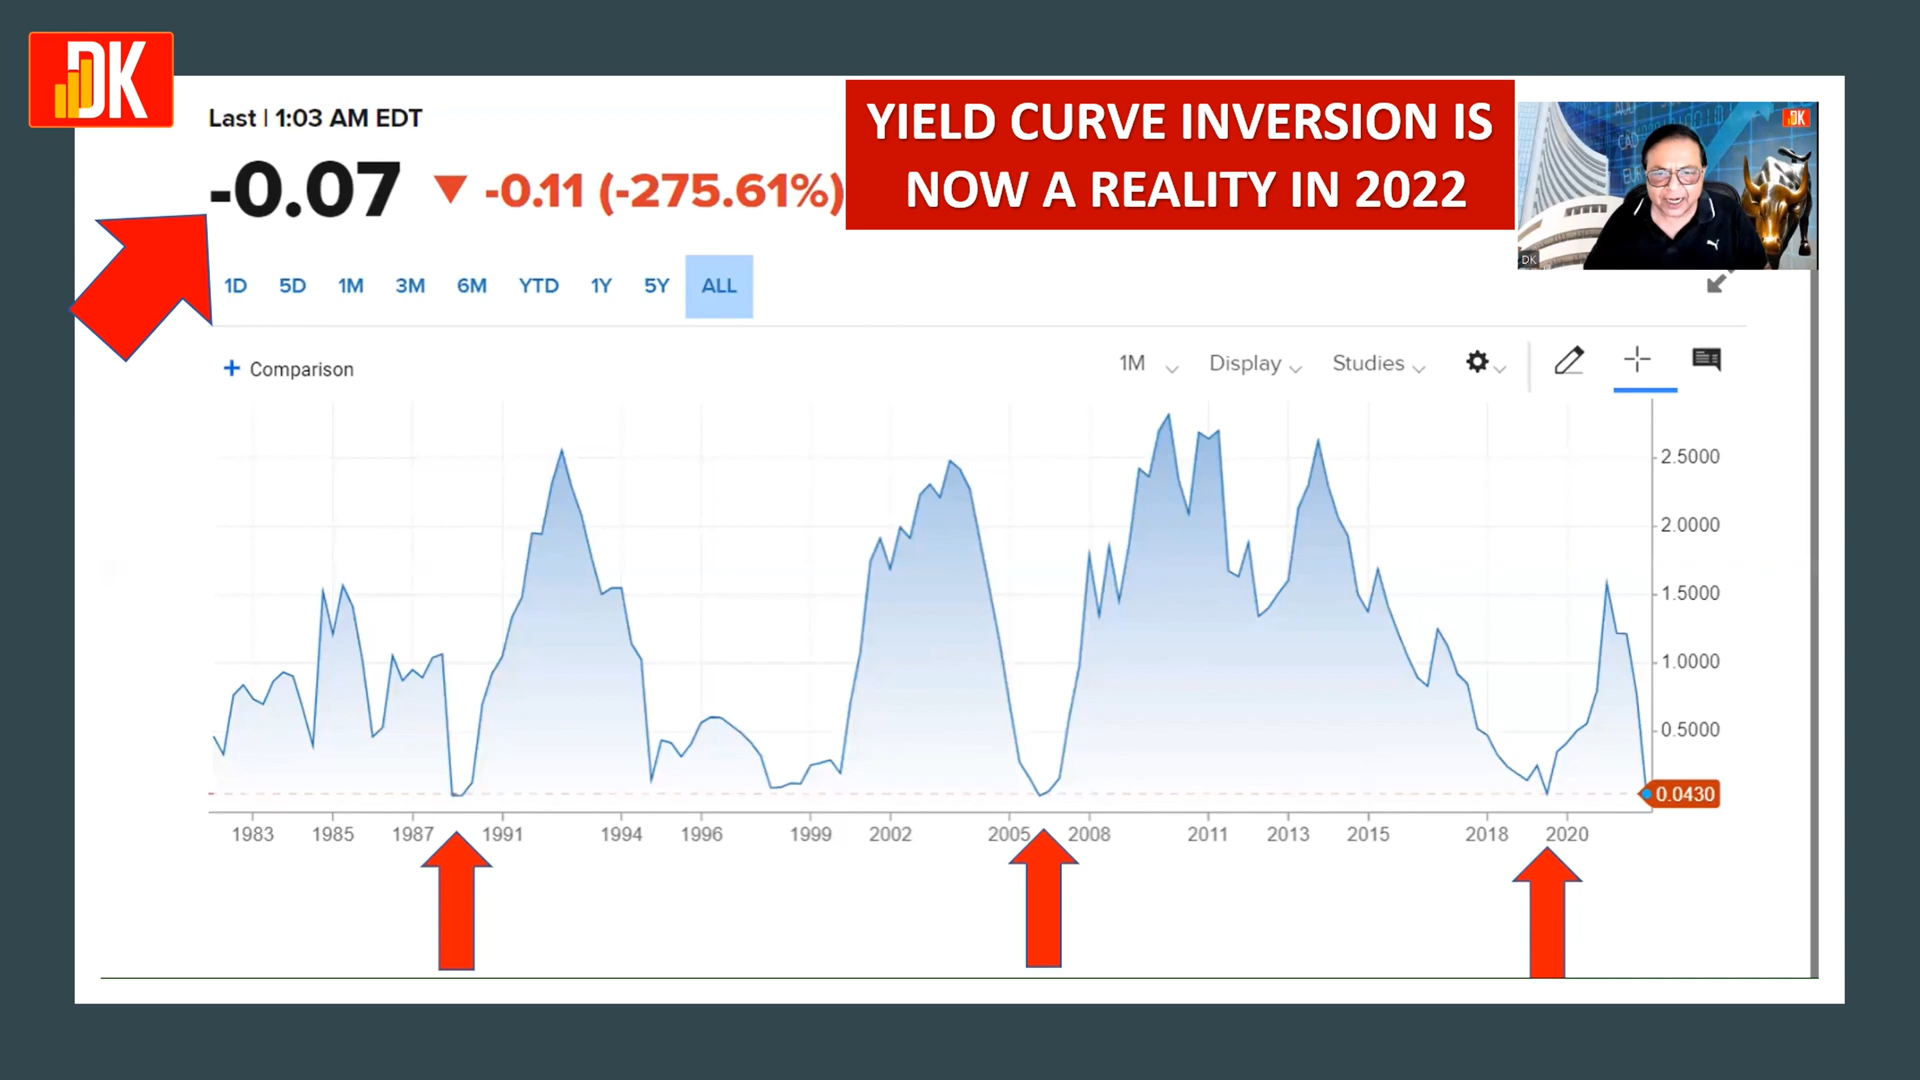 DK
Last | 1:03 AM EDT
-0.07 ▼ -0.11 (-275.61%)
YIELD CURVE INVERSION IS
NOW A REALITY IN 2022
DK
DK
1D 5D 1M 3M 6M YTD 1Y 5Y ALL
+ Comparison
1M Display Studies
2.5000
2.0000
1.5000
1.0000
0.5000
0.0430
1983 1985 1987 1991 1994 1996 1999 2002 2005 2008 2011 2013 2015 2018 2020